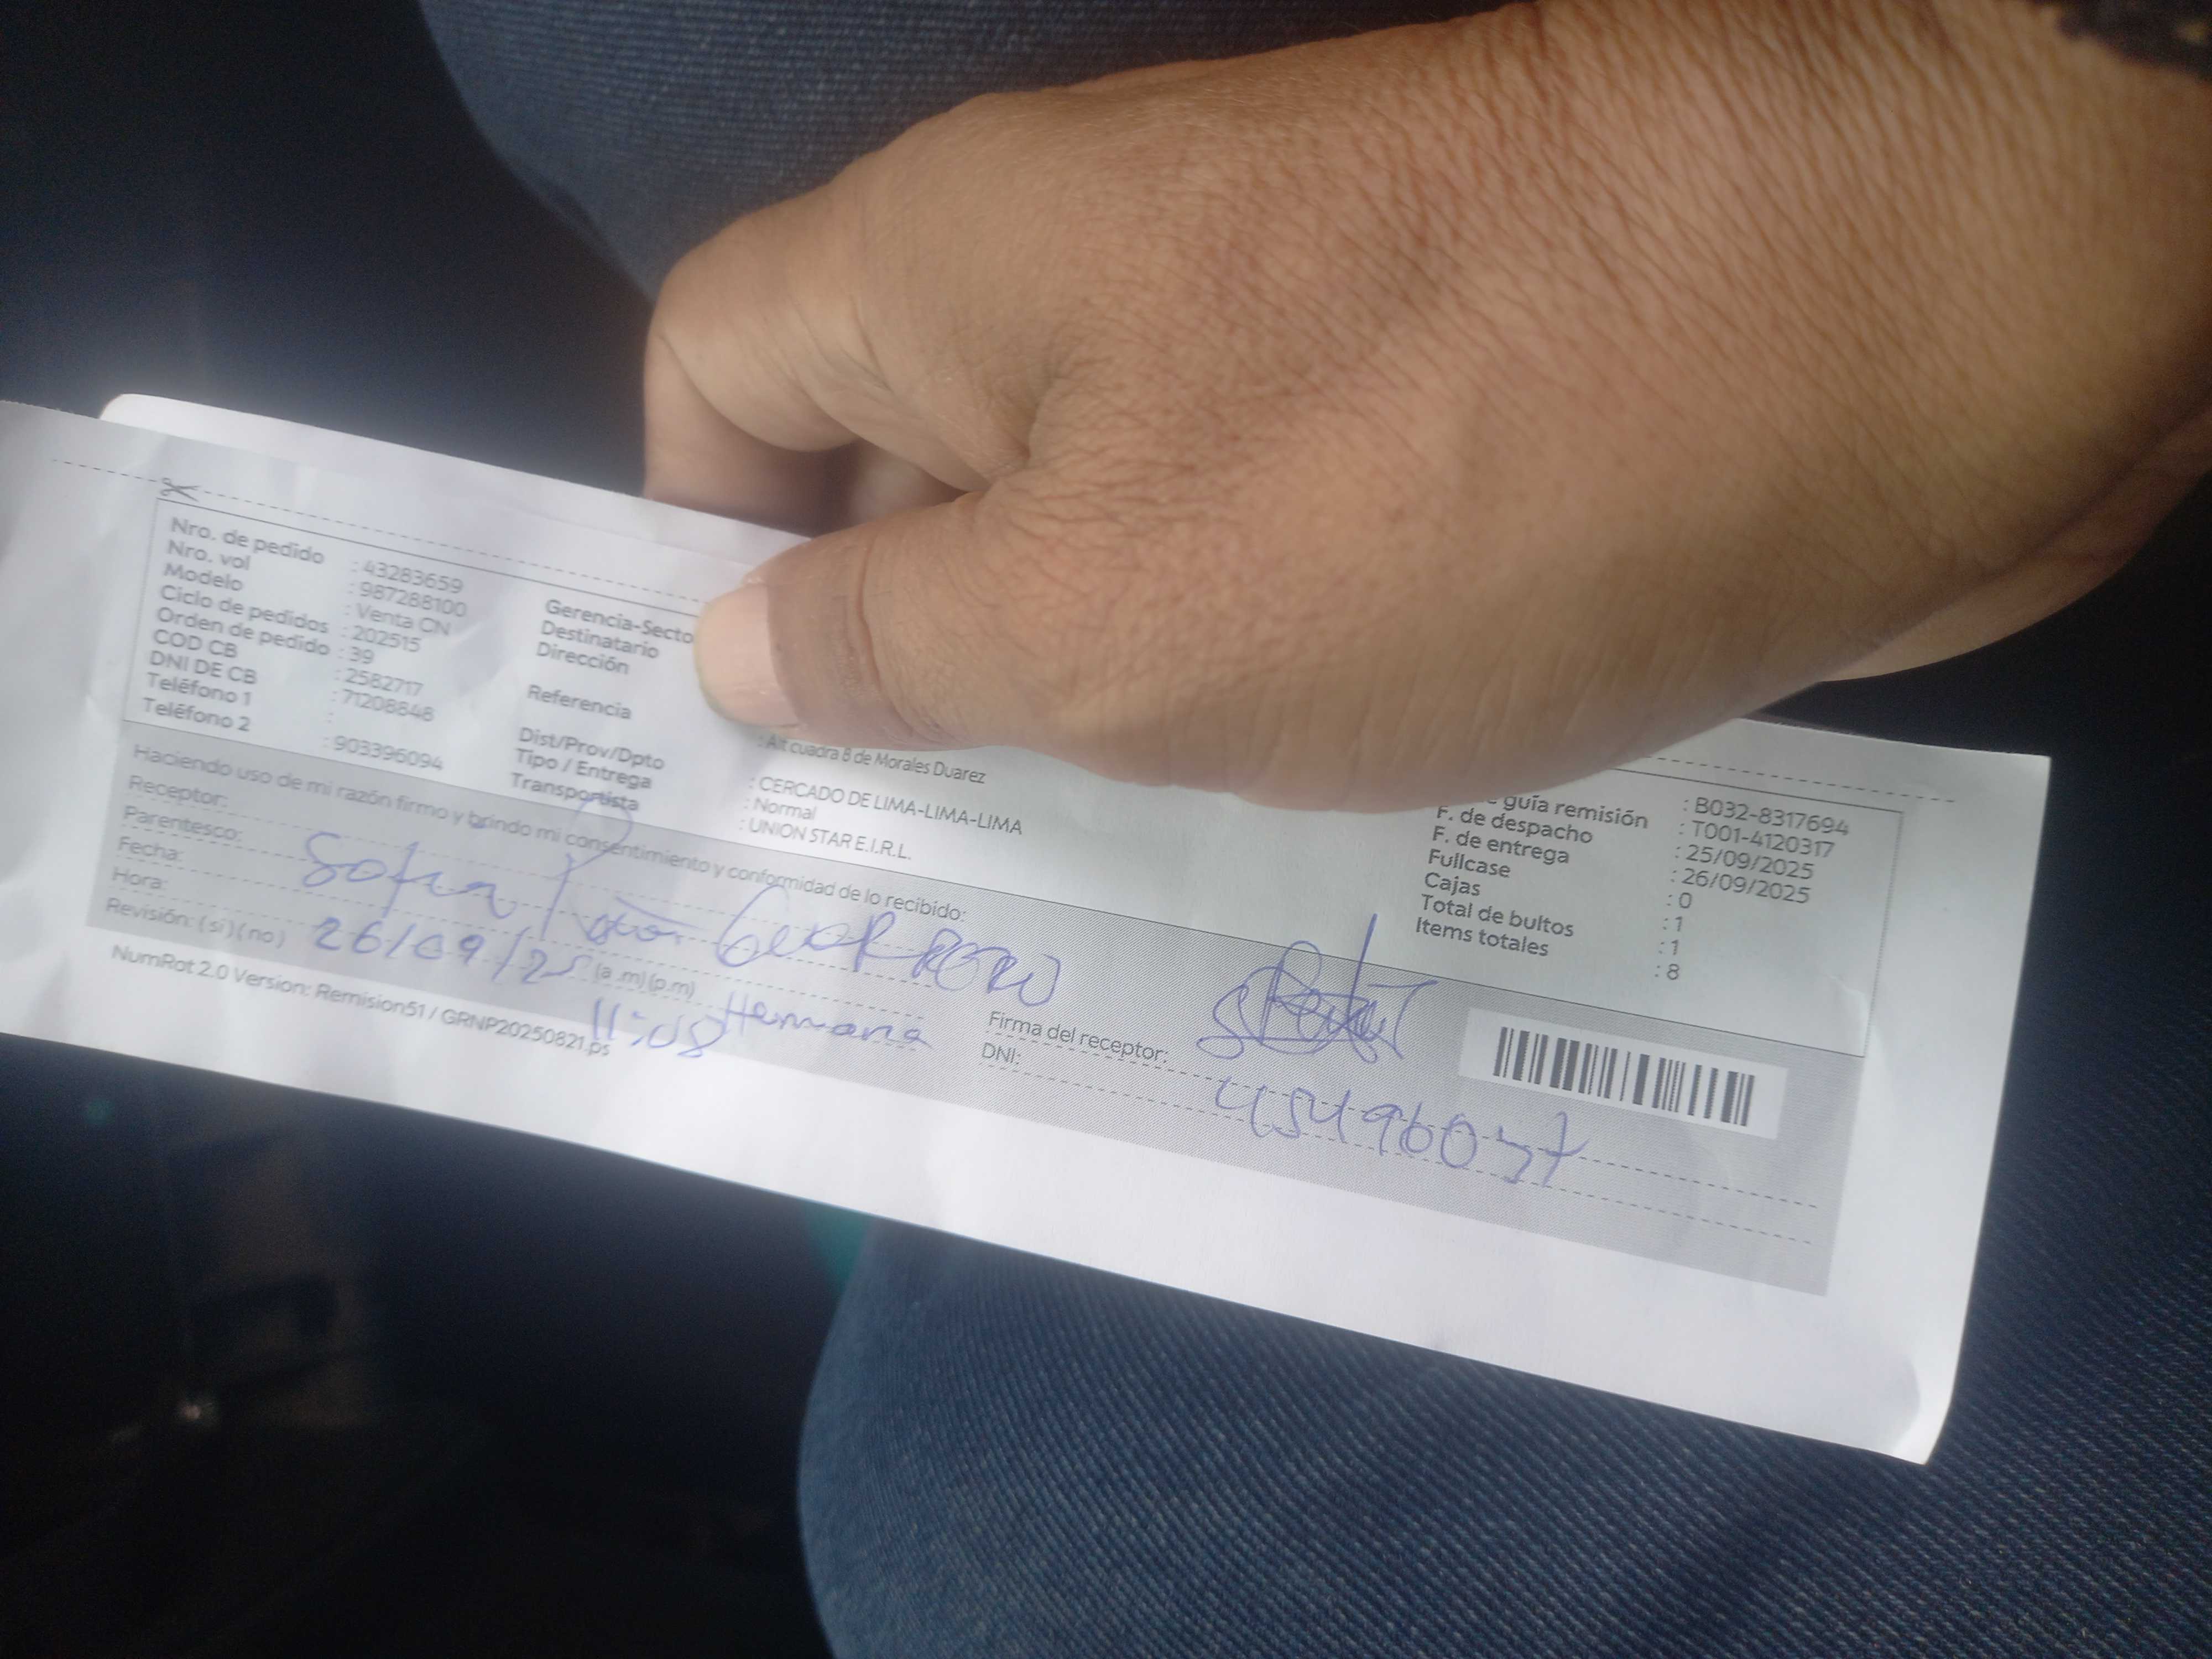 Nro. de pedido : 43283659
Nro. vol : 987288100
Modelo : Venta CN
Ciclo de pedidos : 202515
Orden de pedido : 39
COD CB : 2582717
DNI DE CB : 71208848
Teléfono 1 :
Teléfono 2 : 903396094
Gerencia-Secto
Destinatario
Dirección
Referencia : Alt cuadra 8 de Morales Duarez
Dist/Prov/Dpto : CERCADO DE LIMA-LIMA-LIMA
Tipo / Entrega : Normal
Transportista : UNION STAR E.I.R.L.
: B032-8317694
guía remisión : T001-4120317
F. de despacho : 25/09/2025
F. de entrega : 26/09/2025
Fullcase : 0
Cajas : 1
Total de bultos : 1
Items totales : 8
Haciendo uso de mi razón firmo y brindo mi consentimiento y conformidad de lo recibido:
Receptor: Sofia
Parentesco: Hermana
Fecha: 26/09/25
Hora: 11:08 (a .m) (p.m)
Revisión: ( si ) ( no )
Firma del receptor:
DNI: 45496037
NumRot 2.0 Version: Remision51 / GRNP20250821.ps